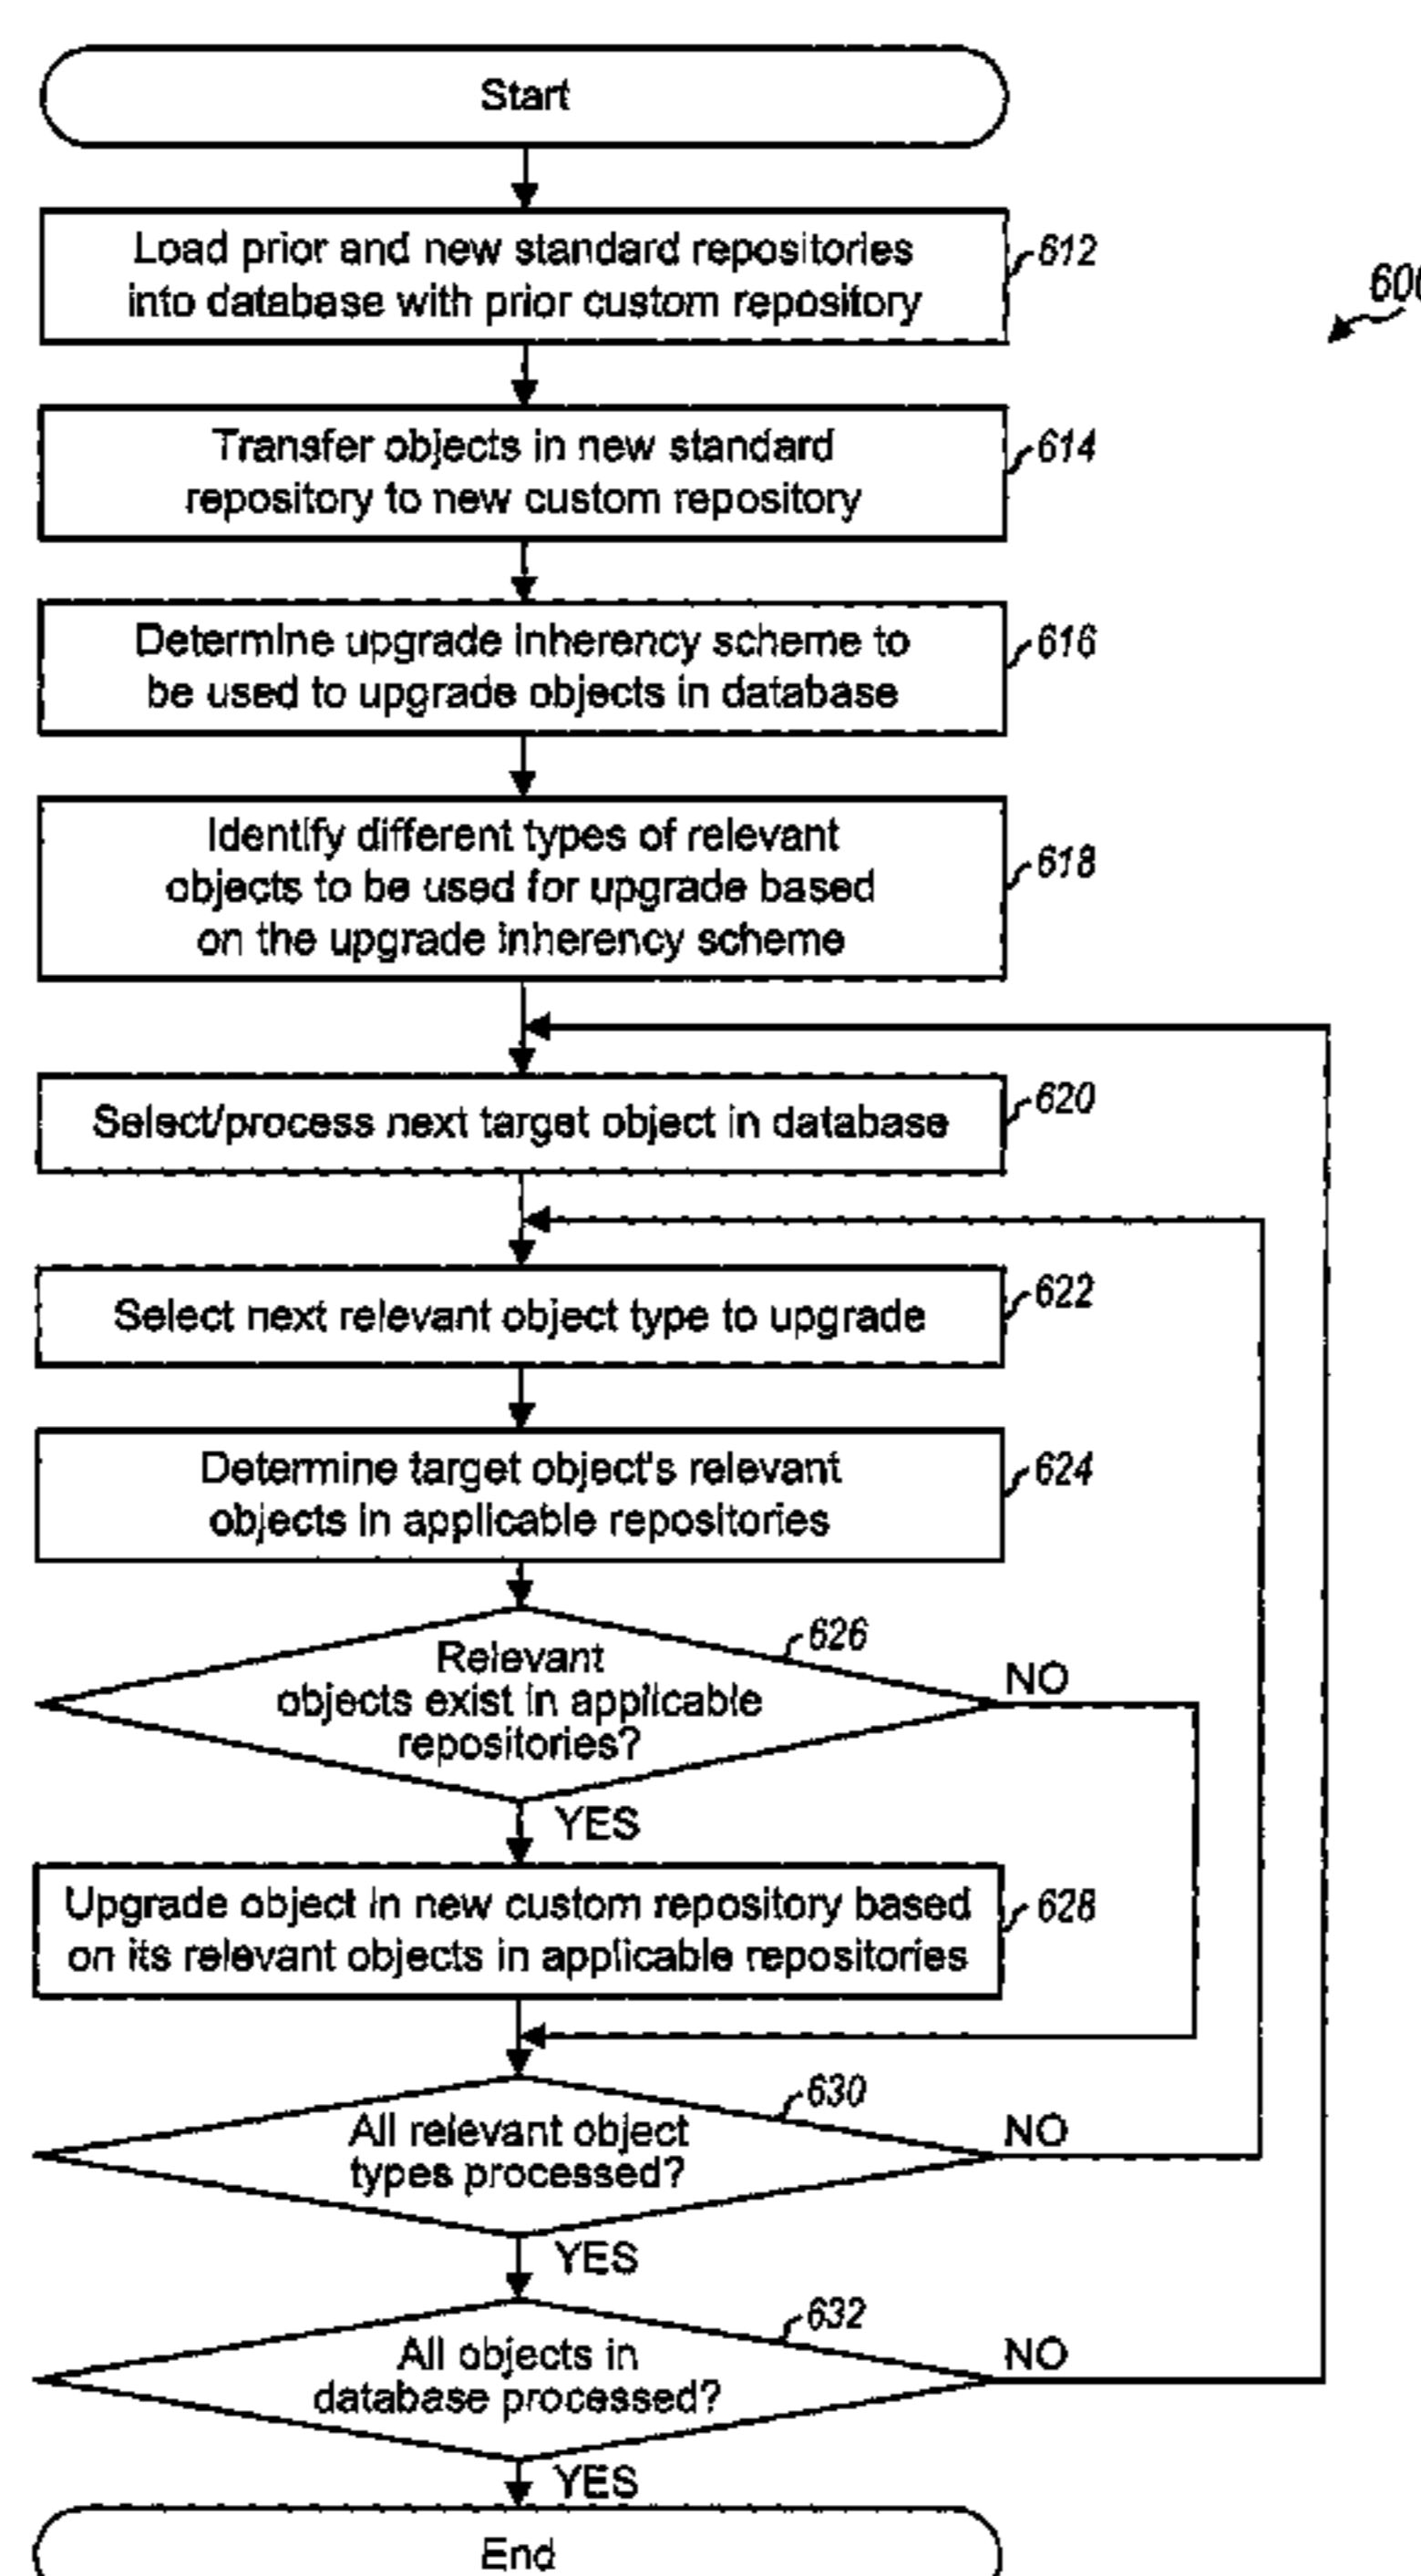 Start
Load prior and new standard repositories
into database with prior custom repository
612
600
Transfer objects in new standard
repository to new custom repository
614
Determine upgrade inherency scheme to
be used to upgrade objects in database
616
Identify different types of relevant
objects to be used for upgrade based
on the upgrade inherency scheme
618
Select/process next target object in database
620
Select next relevant object type to upgrade
622
Determine target object's relevant
objects in applicable repositories
624
Relevant
objects exist in applicable
repositories?
626
NO
YES
Upgrade object in new custom repository based
on its relevant objects in applicable repositories
628
All relevant object
types processed?
630
NO
YES
All objects in
database processed?
632
NO
YES
End